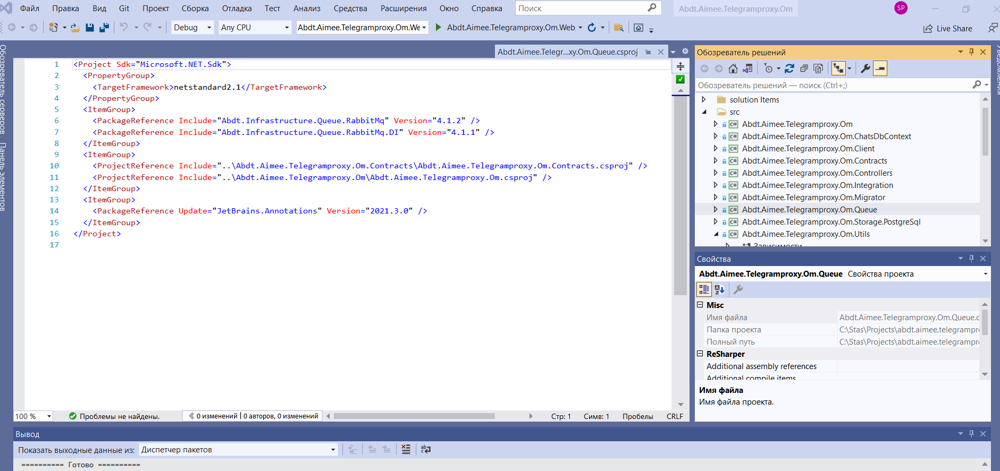 Файл Правка Вид Git Проект Сборка Отладка Тест Анализ Средства Расширения Окно Справка Поиск Abdt.Aimee.Telegramproxy.Om SP
Debug Any CPU Abdt.Aimee.Telegramproxy.Om.We Abdt.Aimee.Telegramproxy.Om.Web Live Share
Обозреватель серверов
Панель элементов
Abdt.Aimee.Telegr...xy.Om.Queue.csproj
1 <Project Sdk="Microsoft.NET.Sdk">
2 <PropertyGroup>
3 <TargetFramework>netstandard2.1</TargetFramework>
4 </PropertyGroup>
5 <ItemGroup>
6 <PackageReference Include="Abdt.Infrastructure.Queue.RabbitMq" Version="4.1.2" />
7 <PackageReference Include="Abdt.Infrastructure.Queue.RabbitMq.DI" Version="4.1.1" />
8 </ItemGroup>
9 <ItemGroup>
10 <ProjectReference Include="..\Abdt.Aimee.Telegramproxy.Om.Contracts\Abdt.Aimee.Telegramproxy.Om.Contracts.csproj" />
11 <ProjectReference Include="..\Abdt.Aimee.Telegramproxy.Om\Abdt.Aimee.Telegramproxy.Om.csproj" />
12 </ItemGroup>
13 <ItemGroup>
14 <PackageReference Update="JetBrains.Annotations" Version="2021.3.0" />
15 </ItemGroup>
16 </Project>
17
100 % Проблемы не найдены. 0 изменений | 0 авторов, 0 изменений Стр: 1 Симв: 1 Пробелы CRLF
Обозреватель решений
Обозреватель решений — поиск (Ctrl+;)
solution Items
src
C# Abdt.Aimee.Telegramproxy.Om
C# Abdt.Aimee.Telegramproxy.Om.ChatsDbContext
C# Abdt.Aimee.Telegramproxy.Om.Client
C# Abdt.Aimee.Telegramproxy.Om.Contracts
C# Abdt.Aimee.Telegramproxy.Om.Controllers
C# Abdt.Aimee.Telegramproxy.Om.Integration
C# Abdt.Aimee.Telegramproxy.Om.Migrator
C# Abdt.Aimee.Telegramproxy.Om.Queue
C# Abdt.Aimee.Telegramproxy.Om.Storage.PostgreSql
C# Abdt.Aimee.Telegramproxy.Om.Utils
Зависимости
Свойства
Abdt.Aimee.Telegramproxy.Om.Queue Свойства проекта
Misc
Имя файла Abdt.Aimee.Telegramproxy.Om.Queue.c
Папка проекта C:\Stas\Projects\abdt.aimee.telegrampr
Полный путь C:\Stas\Projects\abdt.aimee.telegrampr
ReSharper
Additional assembly references
Additional compile items
Имя файла
Имя файла проекта.
Вывод
Показать выходные данные из: Диспетчер пакетов
========== Готово ==========